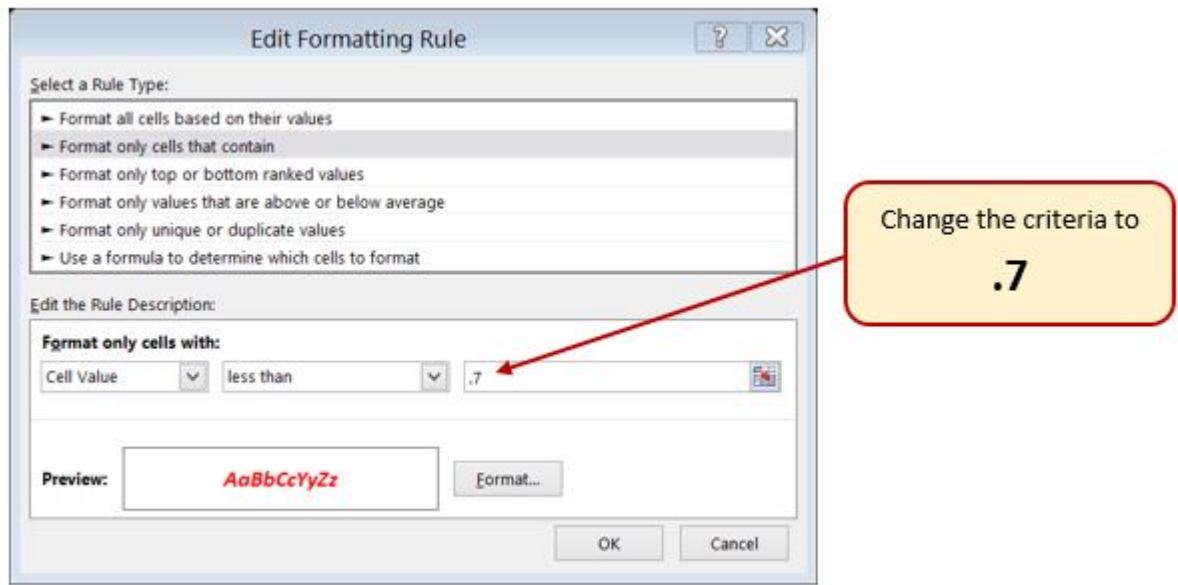 Edit Formatting Rule
?
Select a Rule Type:
► Format all cells based on their values
► Format only cells that contain
► Format only top or bottom ranked values
► Format only values that are above or below average
► Format only unique or duplicate values
► Use a formula to determine which cells to format
Edit the Rule Description:
Format only cells with:
Cell Value less than .7
Preview: AaBbCcYyZz Format...
OK Cancel
Change the criteria to
.7